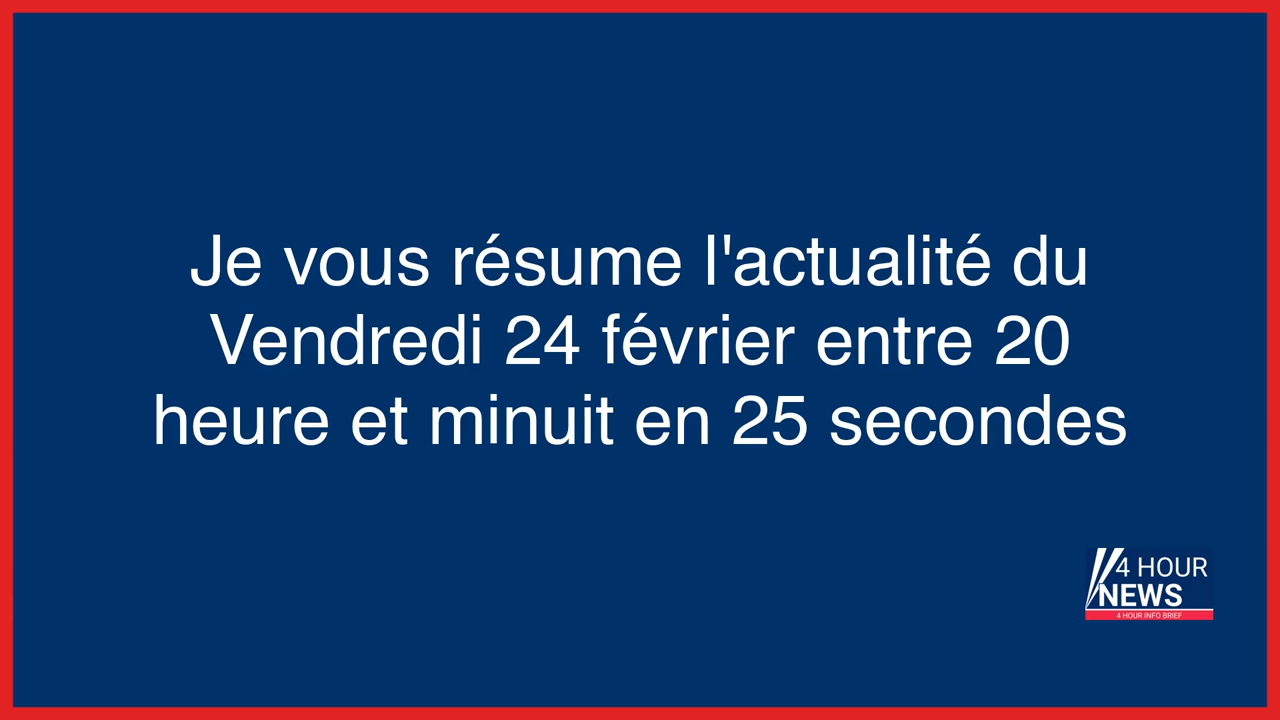 Je vous résume l'actualité du
Vendredi 24 février entre 20
heure et minuit en 25 secondes
4 HOUR
NEWS
4 HOUR INFO BRIEF